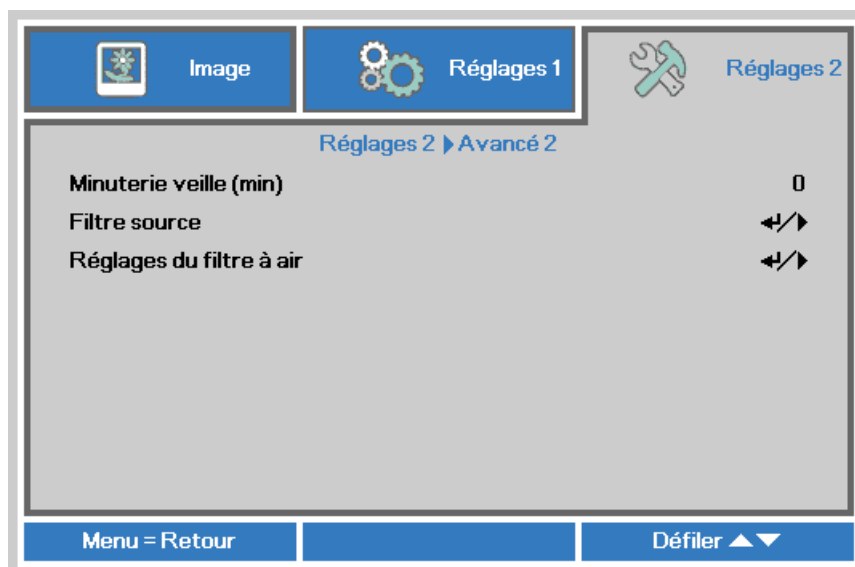 Image
Réglages 1
Réglages 2
Réglages 2 ▶ Avancé 2
Minuterie veille (min) 0
Filtre source ↵/▶
Réglages du filtre à air ↵/▶
Menu = Retour
Défiler ▲▼